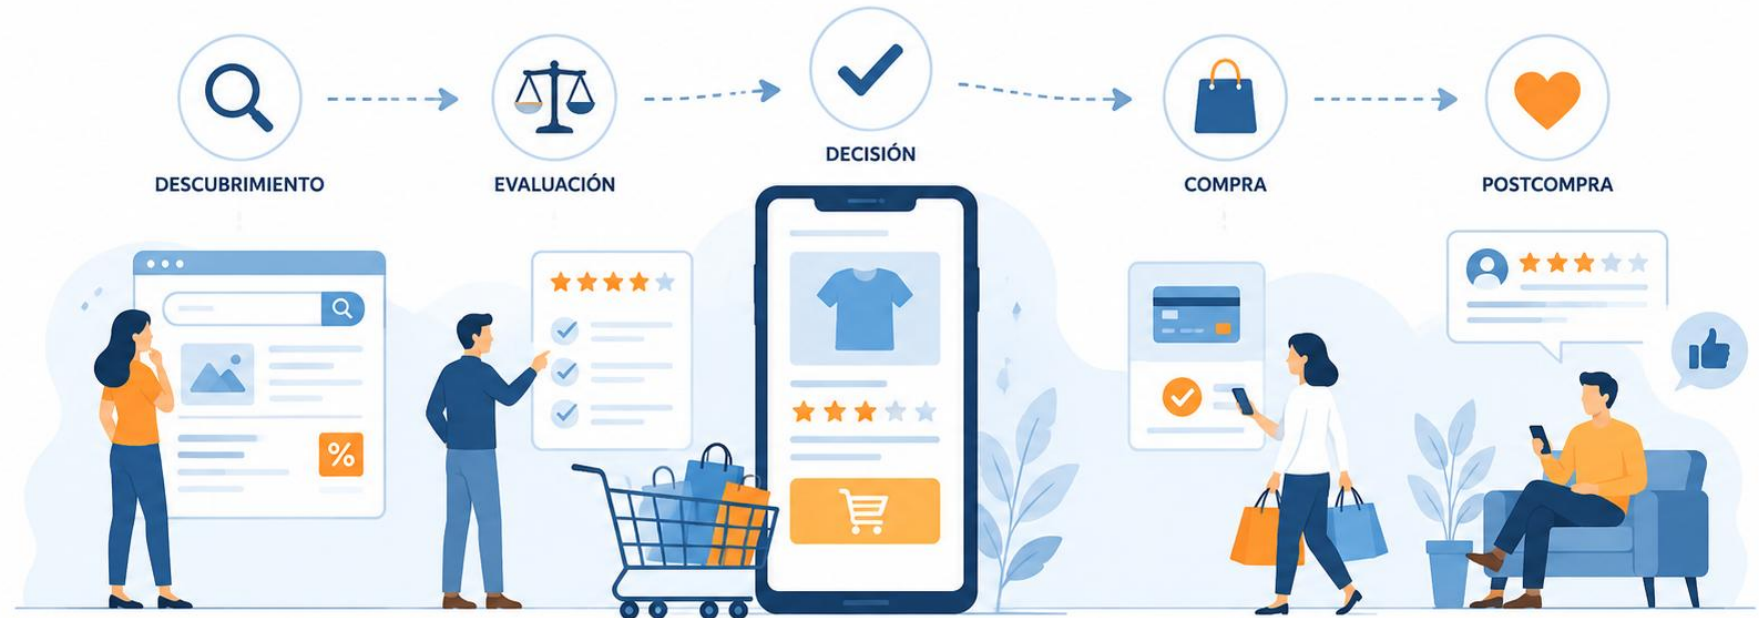 DESCUBRIMIENTO
EVALUACIÓN
DECISIÓN
COMPRA
POSTCOMPRA
%